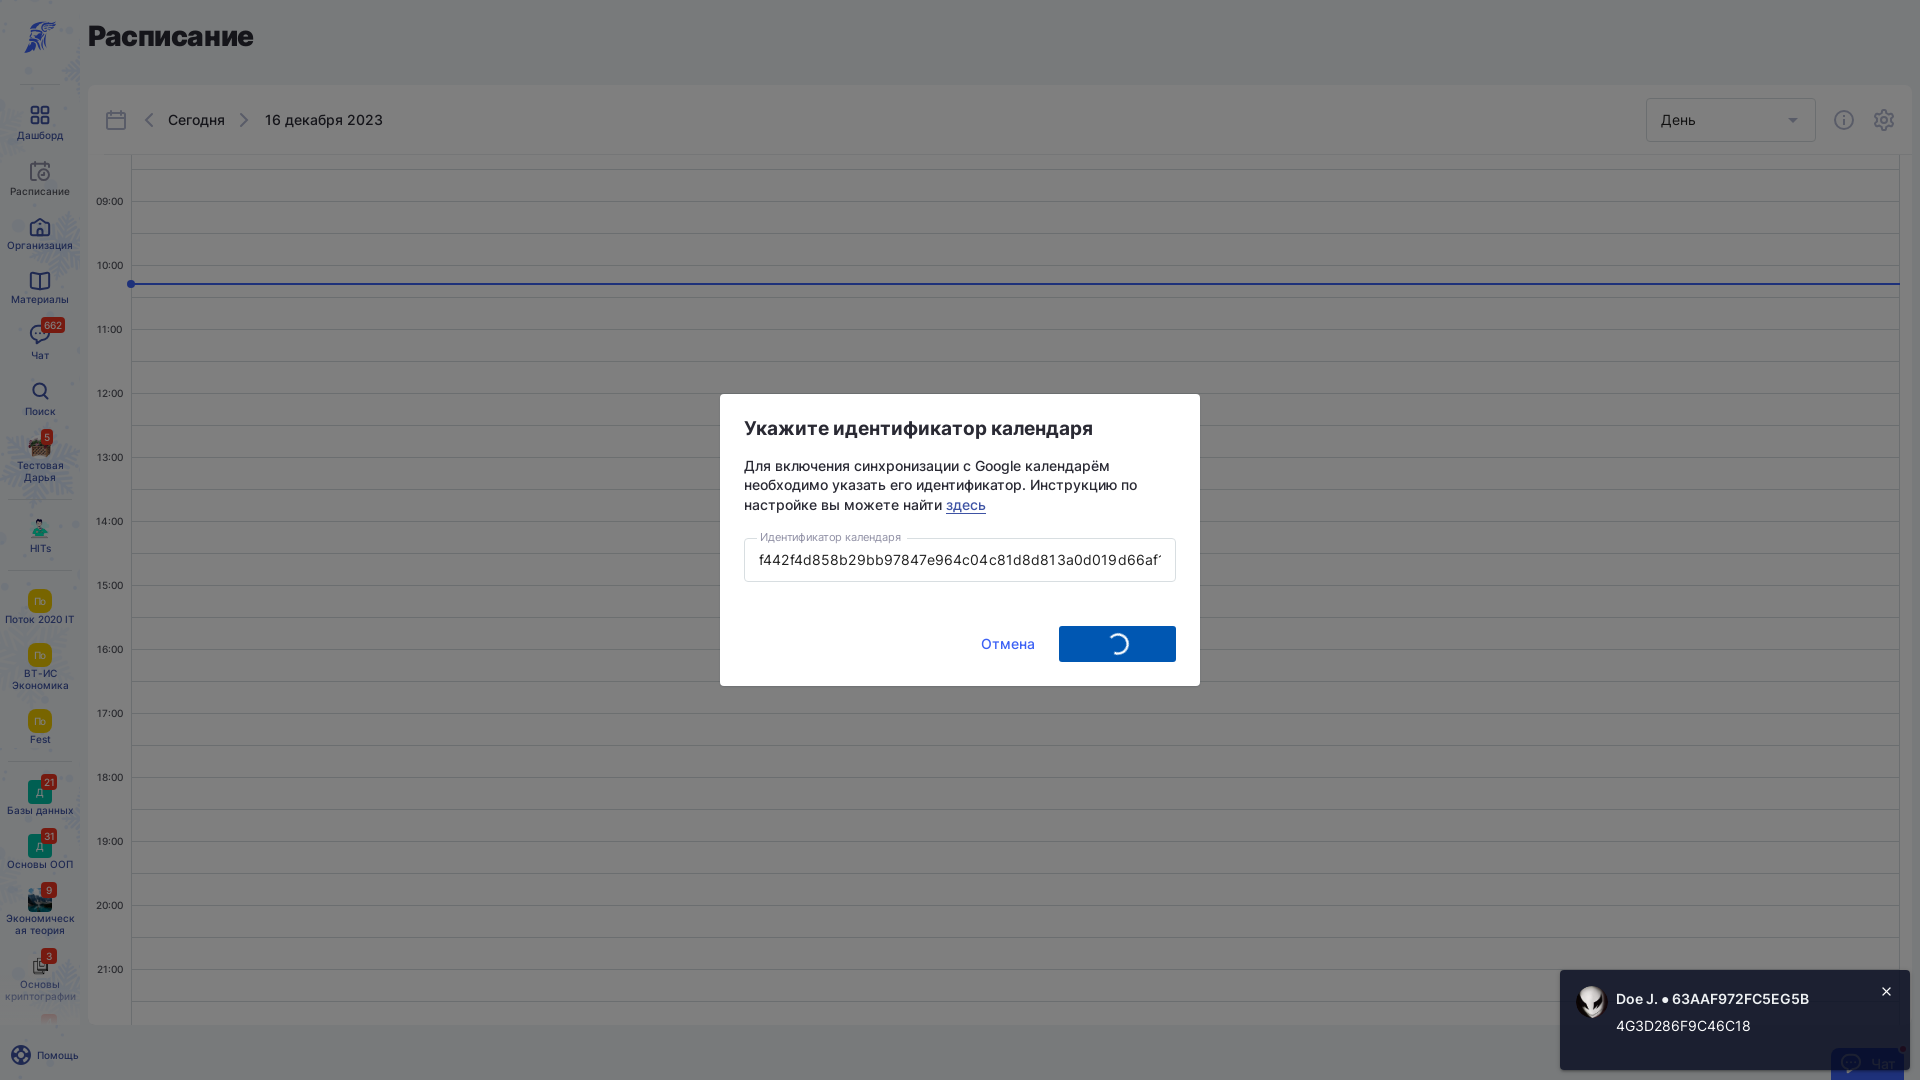 Расписание
Сегодня
16 декабря 2023
День
Дашборд
Расписание
Организация
Материалы
662
Чат
Поиск
5
Тестовая
Дарья
HITs
По
Поток 2020 IT
По
ВТ-ИС
Экономика
По
Fest
21
Д
Базы данных
31
Д
Основы ООП
9
Экономическ
ая теория
3
Основы
криптографии
Помощь
09:00
10:00
11:00
12:00
13:00
14:00
15:00
16:00
17:00
18:00
19:00
20:00
21:00
Укажите идентификатор календаря
Для включения синхронизации с Google календарём
необходимо указать его идентификатор. Инструкцию по
настройке вы можете найти здесь
Идентификатор календаря
f442f4d858b29bb97847e964c04c81d8d813a0d019d66af
Отмена
Doe J. ● 63AAF972FC5EG5B
4G3D286F9C46C18
Чат